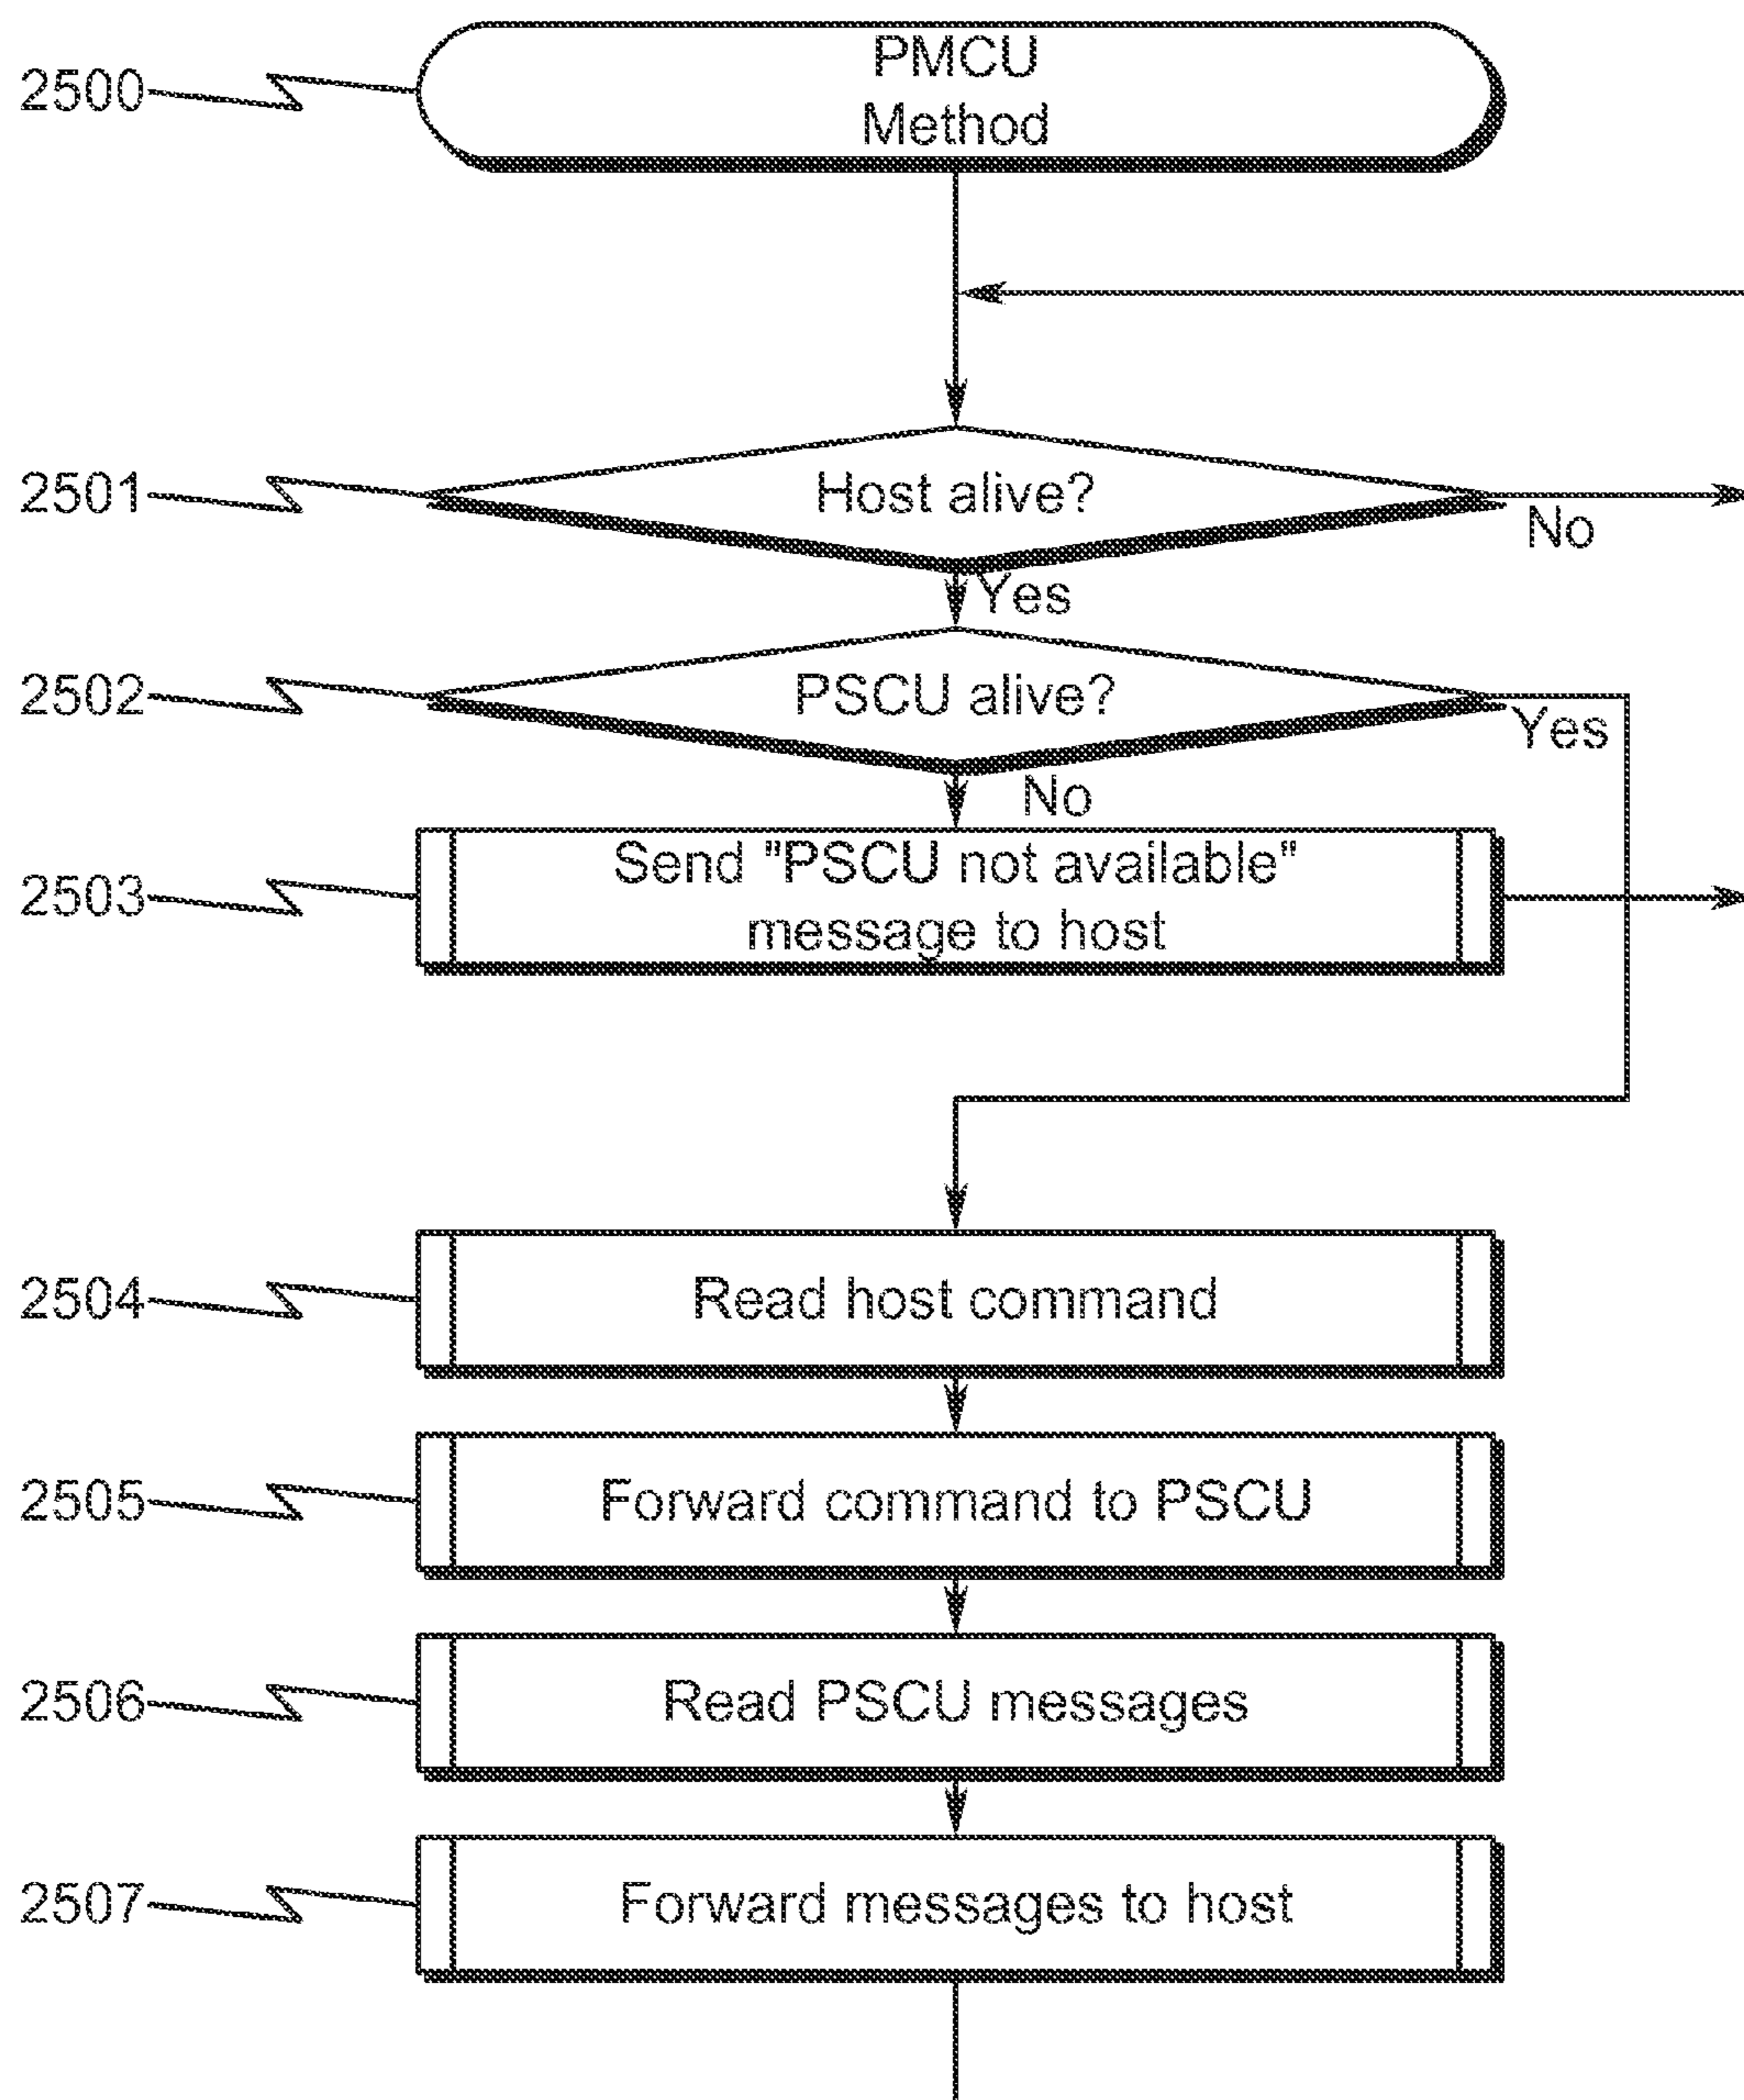 PMCU
Method
2500
2501
Host alive?
No
Yes
2502
PSCU alive?
Yes
No
2503
Send "PSCU not available"
message to host
2504
Read host command
2505
Forward command to PSCU
2506
Read PSCU messages
2507
Forward messages to host